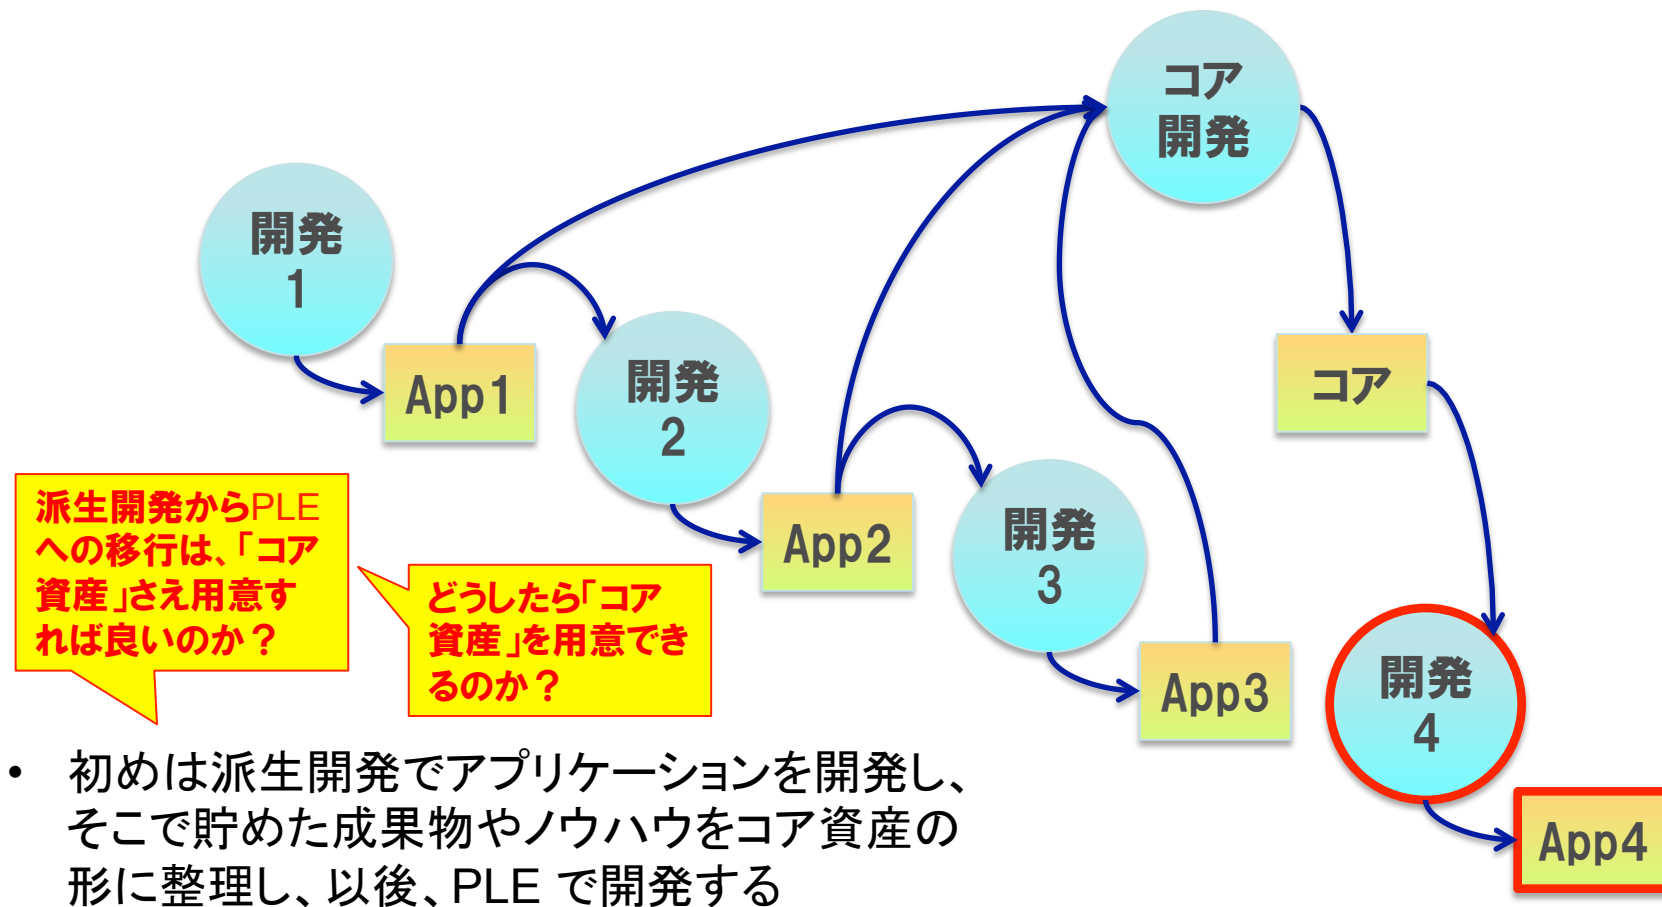 コア
開発
開発
1
App1
開発
2
コア
App2
開発
3
App3
開発
4
App4
派生開発からPLE
への移行は、「コア
資産」さえ用意す
れば良いのか?
どうしたら「コア
資産」を用意でき
るのか?
• 初めは派生開発でアプリケーションを開発し、
そこで貯めた成果物やノウハウをコア資産の
形に整理し、以後、PLE で開発する